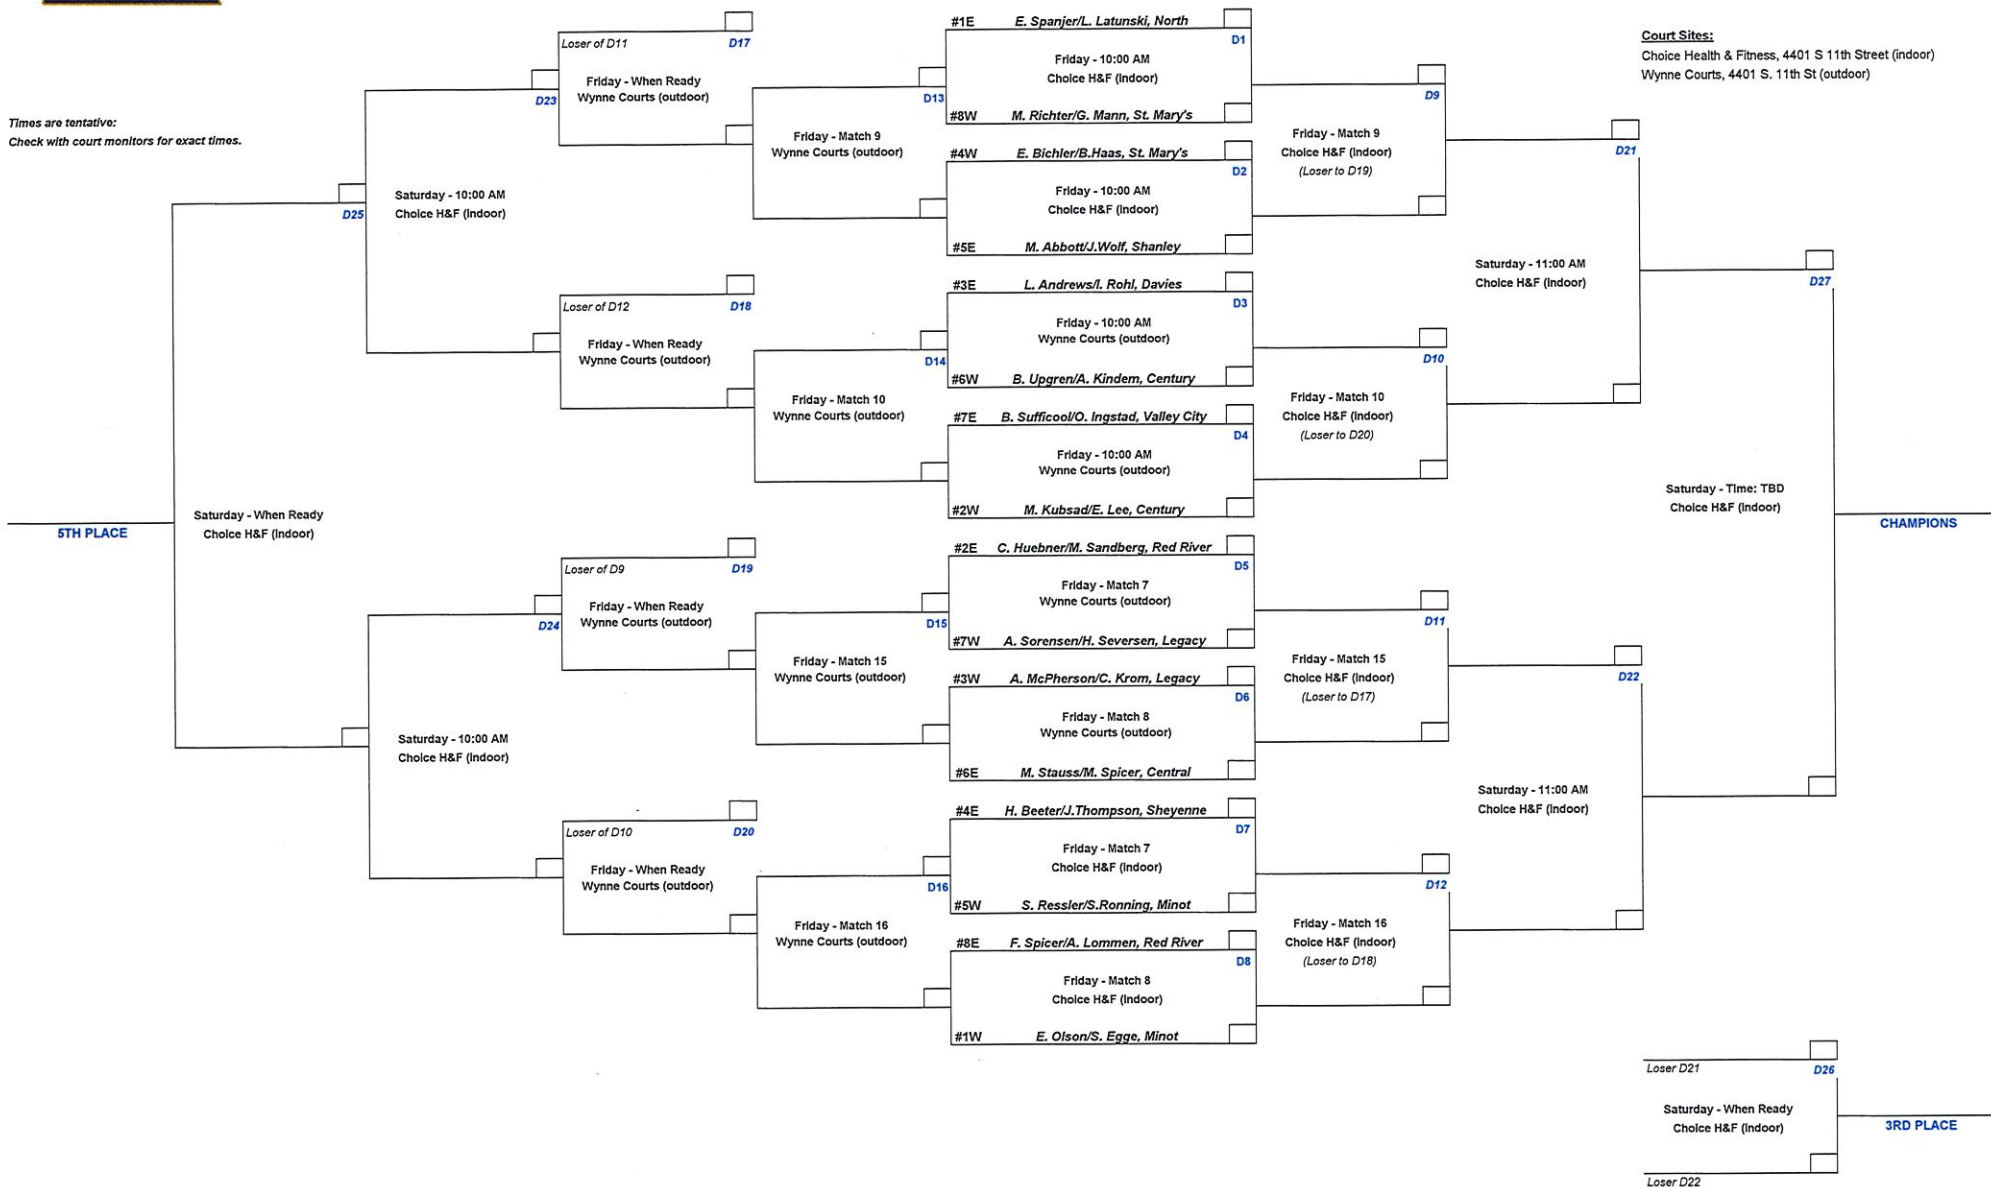 Court Sites:
Choice Health & Fitness, 4401 S 11th Street (indoor)
Wynne Courts, 4401 S. 11th St (outdoor)
Times are tentative:
Check with court monitors for exact times.
5TH PLACE
D25
Saturday - When Ready
Choice H&F (indoor)
D23
Saturday - 10:00 AM
Choice H&F (indoor)
D24
Saturday - 10:00 AM
Choice H&F (indoor)
Loser of D11 D17
Friday - When Ready
Wynne Courts (outdoor)
Loser of D12 D18
Friday - When Ready
Wynne Courts (outdoor)
Loser of D9 D19
Friday - When Ready
Wynne Courts (outdoor)
Loser of D10 D20
Friday - When Ready
Wynne Courts (outdoor)
D13
Friday - Match 9
Wynne Courts (outdoor)
D14
Friday - Match 10
Wynne Courts (outdoor)
D15
Friday - Match 15
Wynne Courts (outdoor)
D16
Friday - Match 16
Wynne Courts (outdoor)
#1E E. Spanjer/L. Latunski, North
D1
Friday - 10:00 AM
Choice H&F (indoor)
#8W M. Richter/G. Mann, St. Mary's
#4W E. Bichler/B.Haas, St. Mary's
D2
Friday - 10:00 AM
Choice H&F (indoor)
#5E M. Abbott/J.Wolf, Shanley
#3E L. Andrews/I. Rohl, Davies
D3
Friday - 10:00 AM
Wynne Courts (outdoor)
#6W B. Upgren/A. Kindem, Century
#7E B. Sufficool/O. Ingstad, Valley City
D4
Friday - 10:00 AM
Wynne Courts (outdoor)
#2W M. Kubsad/E. Lee, Century
#2E C. Huebner/M. Sandberg, Red River
D5
Friday - Match 7
Wynne Courts (outdoor)
#7W A. Sorensen/H. Seversen, Legacy
#3W A. McPherson/C. Krom, Legacy
D6
Friday - Match 8
Wynne Courts (outdoor)
#6E M. Stauss/M. Spicer, Central
#4E H. Beeter/J.Thompson, Sheyenne
D7
Friday - Match 7
Choice H&F (indoor)
#5W S. Ressler/S.Ronning, Minot
#8E F. Spicer/A. Lommen, Red River
D8
Friday - Match 8
Choice H&F (indoor)
#1W E. Olson/S. Egge, Minot
D9
Friday - Match 9
Choice H&F (indoor)
(Loser to D19)
D10
Friday - Match 10
Choice H&F (indoor)
(Loser to D20)
D11
Friday - Match 15
Choice H&F (indoor)
(Loser to D17)
D12
Friday - Match 16
Choice H&F (indoor)
(Loser to D18)
D21
Saturday - 11:00 AM
Choice H&F (indoor)
D22
Saturday - 11:00 AM
Choice H&F (indoor)
D27
Saturday - Time: TBD
Choice H&F (indoor)
CHAMPIONS
Loser D21 D26
Saturday - When Ready
Choice H&F (indoor)
3RD PLACE
Loser D22